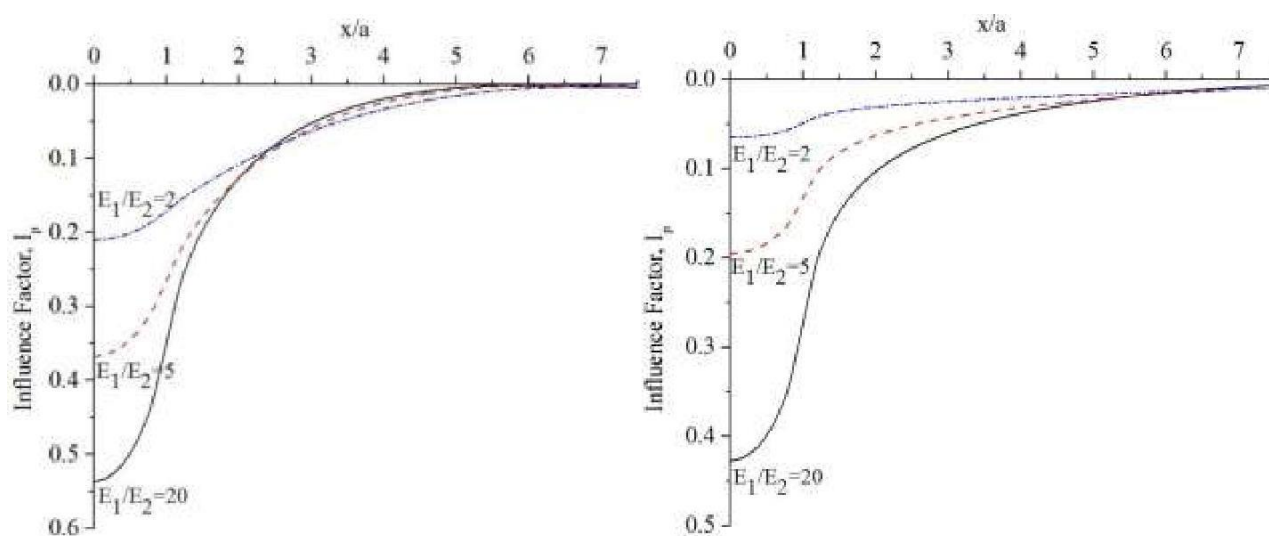 x/a
0 1 2 3 4 5 6 7
0.0
0.1
0.2
0.3
0.4
0.5
0.6
Influence Factor, I_p
E_1/E_2=2
E_1/E_2=5
E_1/E_2=20
x/a
0 1 2 3 4 5 6 7
0.0
0.1
0.2
0.3
0.4
0.5
Influence Factor, I_p
E_1/E_2=2
E_1/E_2=5
E_1/E_2=20